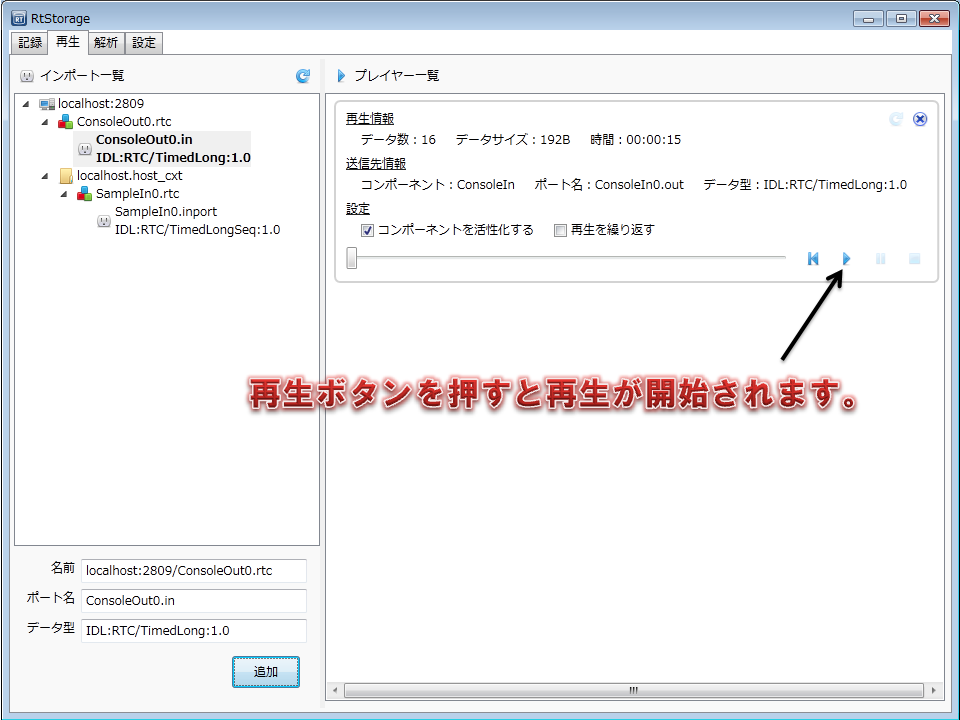 RtStorage
記録 再生 解析 設定
インポート一覧
localhost:2809
ConsoleOut0.rtc
ConsoleOut0.in
IDL:RTC/TimedLong:1.0
localhost.host_cxt
SampleIn0.rtc
SampleIn0.inport
IDL:RTC/TimedLongSeq:1.0
名前 localhost:2809/ConsoleOut0.rtc
ポート名 ConsoleOut0.in
データ型 IDL:RTC/TimedLong:1.0
追加
プレイヤー一覧
再生情報
データ数：16 データサイズ：192B 時間：00:00:15
送信先情報
コンポーネント：ConsoleIn ポート名：ConsoleIn0.out データ型：IDL:RTC/TimedLong:1.0
設定
コンポーネントを活性化する 再生を繰り返す
再生ボタンを押すと再生が開始されます。